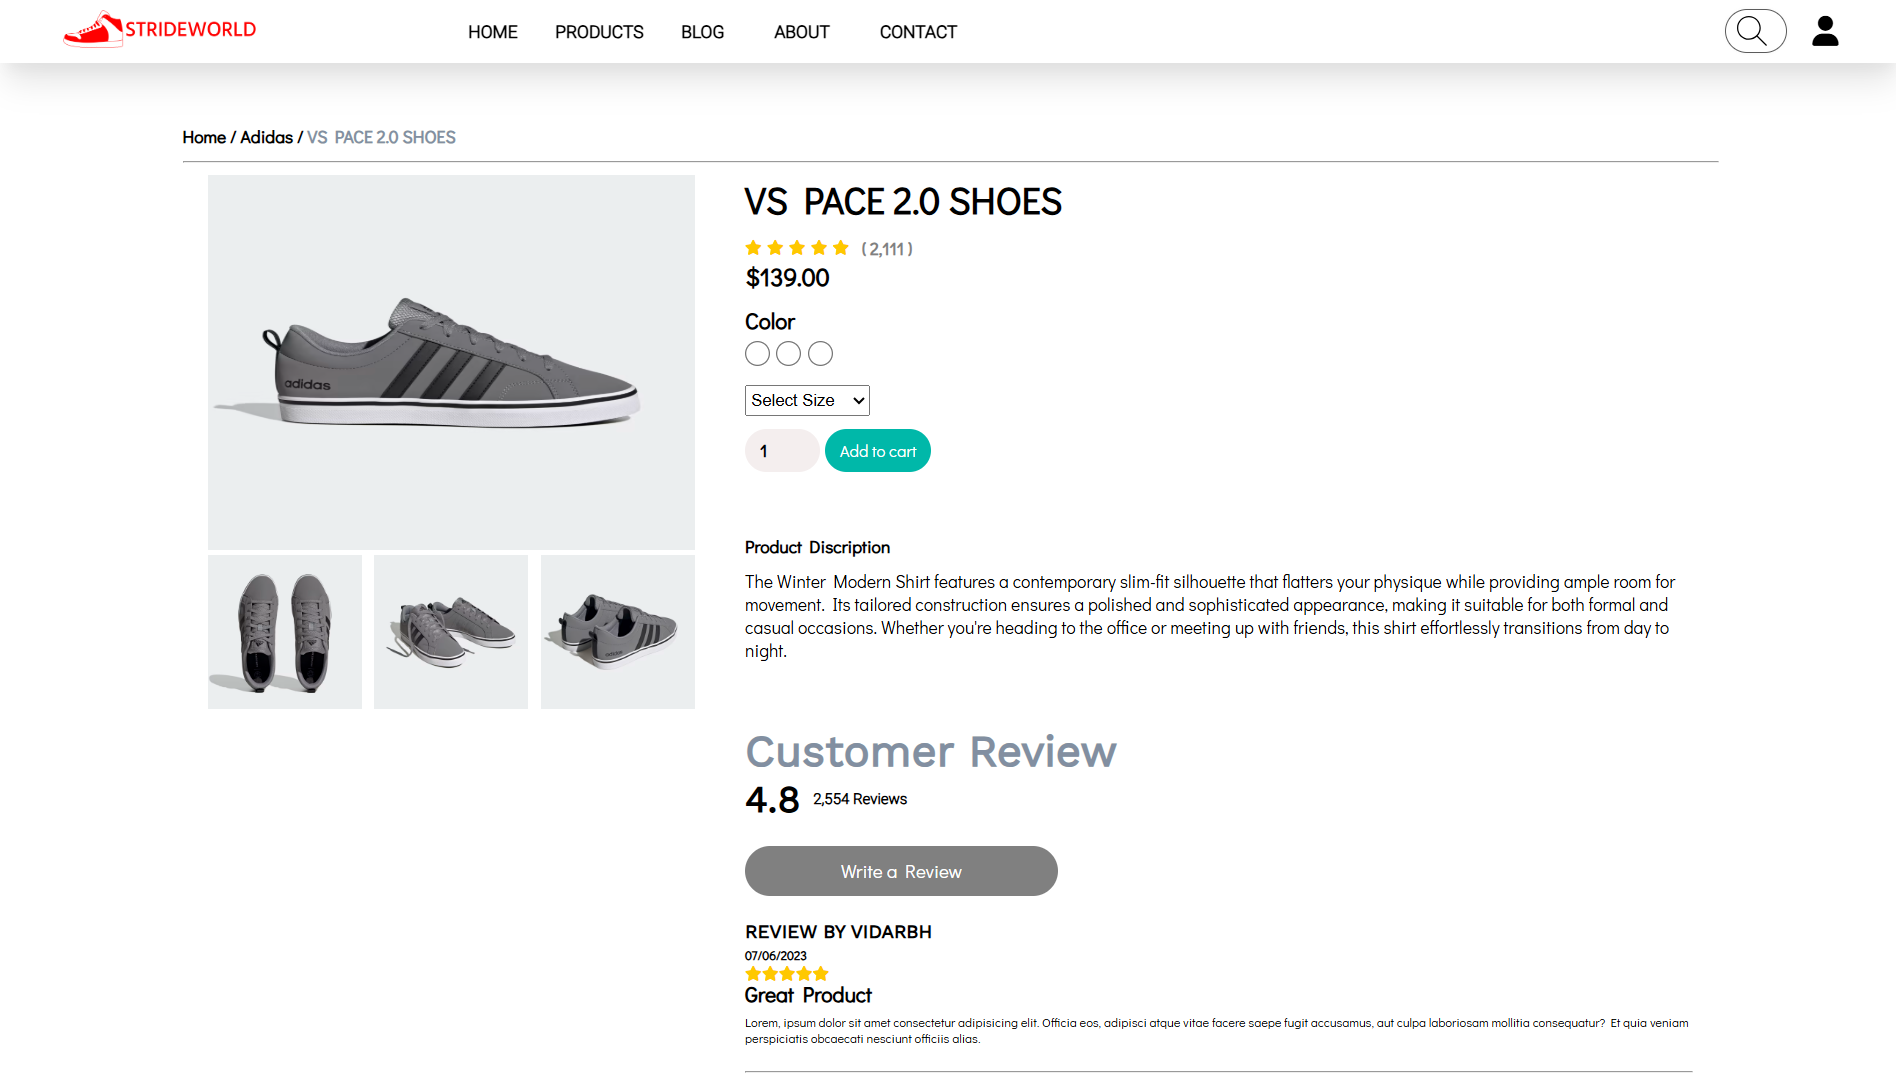 STRIDEWORLD
HOME PRODUCTS BLOG ABOUT CONTACT
Home / Adidas / VS PACE 2.0 SHOES
VS PACE 2.0 SHOES
( 2,111 )
$139.00
Color
Select Size
1 Add to cart
adidas
Product Discription
The Winter Modern Shirt features a contemporary slim-fit silhouette that flatters your physique while providing ample room for
movement. Its tailored construction ensures a polished and sophisticated appearance, making it suitable for both formal and
casual occasions. Whether you're heading to the office or meeting up with friends, this shirt effortlessly transitions from day to
night.
adidas
Customer Review
4.8 2,554 Reviews
Write a Review
REVIEW BY VIDARBH
07/06/2023
Great Product
Lorem, ipsum dolor sit amet consectetur adipisicing elit. Officia eos, adipisci atque vitae facere saepe fugit accusamus, aut culpa laboriosam mollitia consequatur? Et quia veniam
perspiciatis obcaecati nesciunt officiis alias.